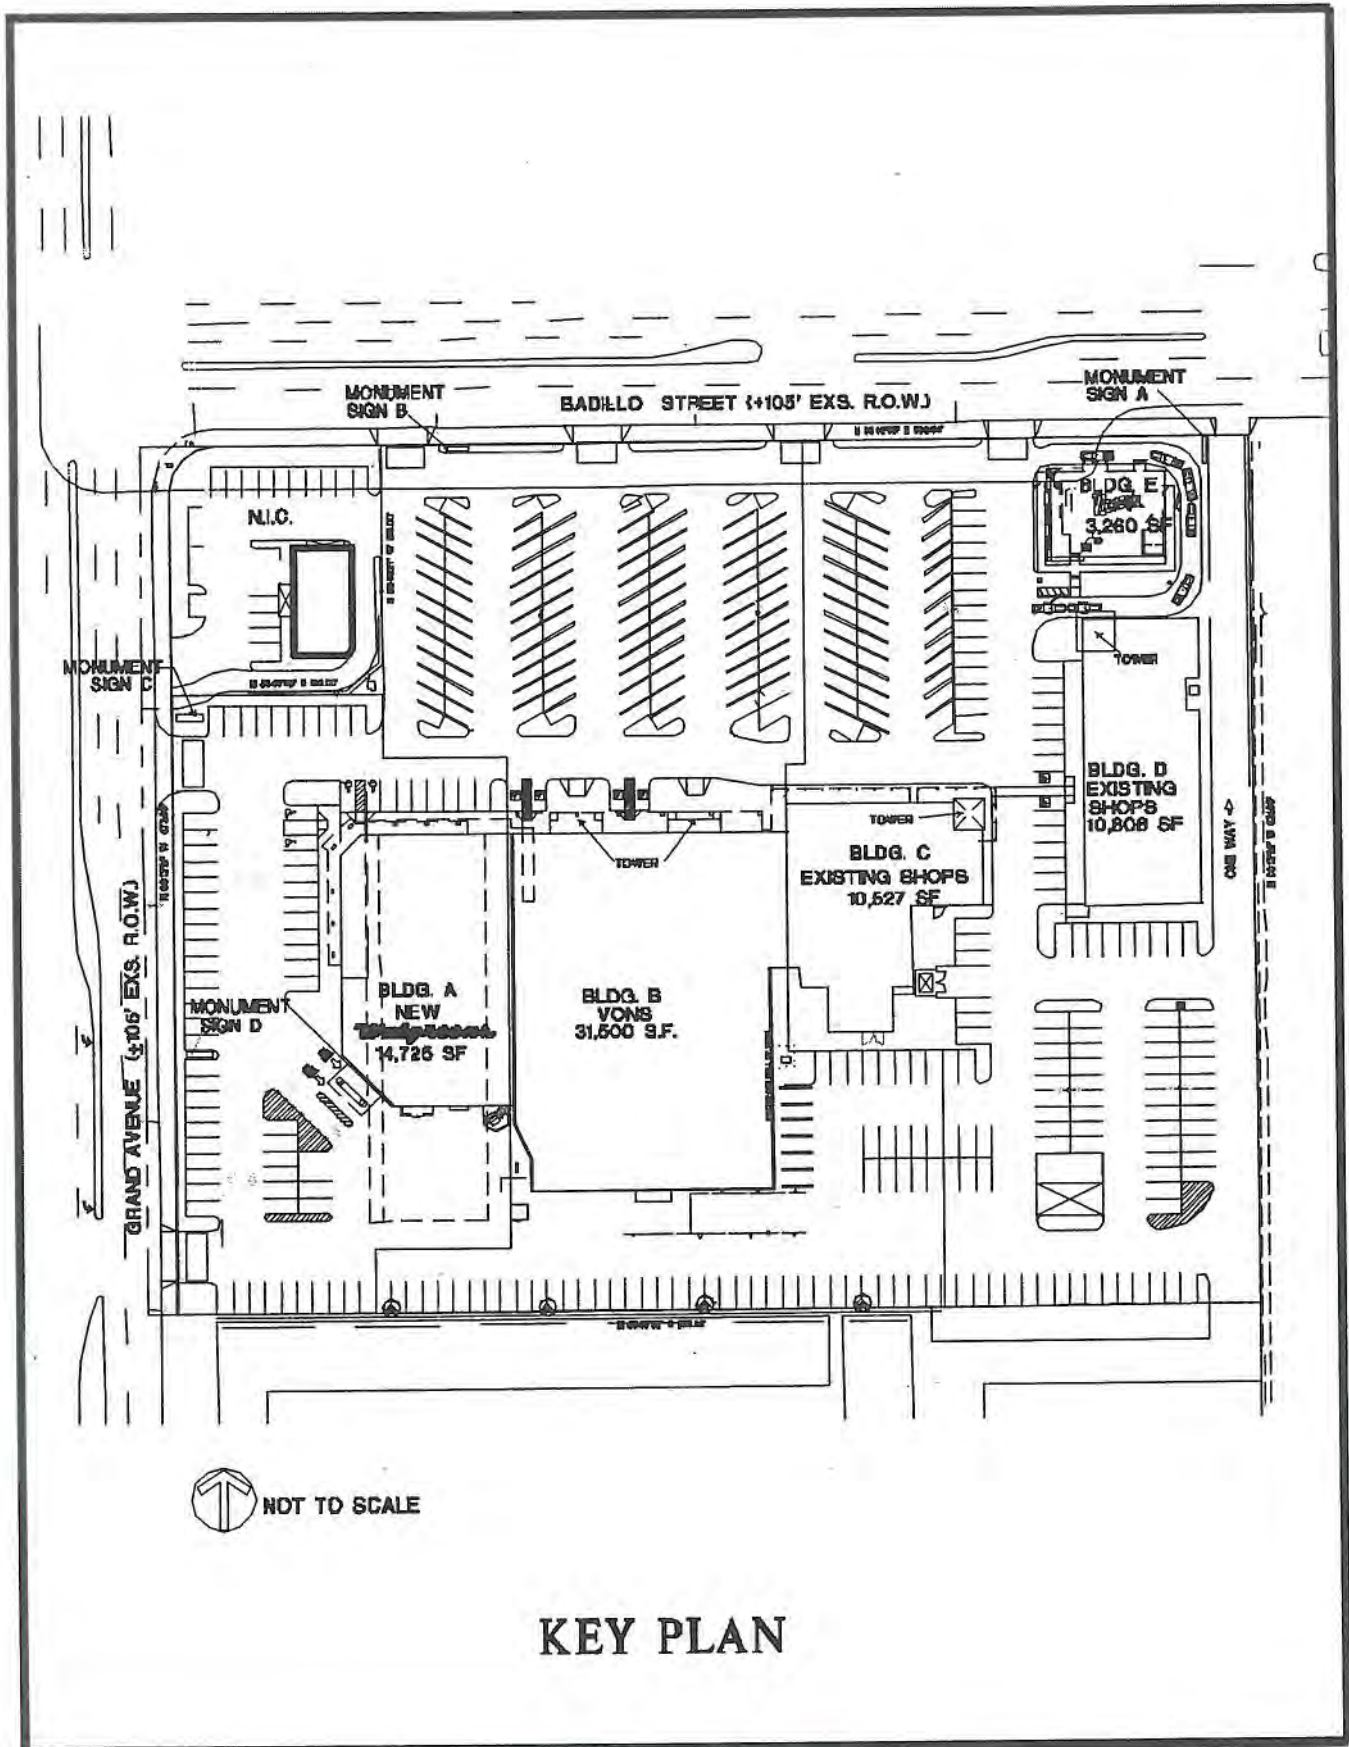 MONUMENT
SIGN B
BADILLO STREET (+105' EXS. R.O.W.)
MONUMENT
SIGN A
N.I.C.
BLDG. E
3,260 SF
MONUMENT
SIGN C
TOWER
BLDG. D
EXISTING
SHOPS
10,808 SF
ONE WAY
TOWER
TOWER
BLDG. C
EXISTING SHOPS
10,527 SF
GRAND AVENUE (±105' EXS. R.O.W.)
MONUMENT
SIGN D
BLDG. A
NEW
Walgreens
14,725 SF
BLDG. B
VONS
31,500 S.F.
NOT TO SCALE
KEY PLAN